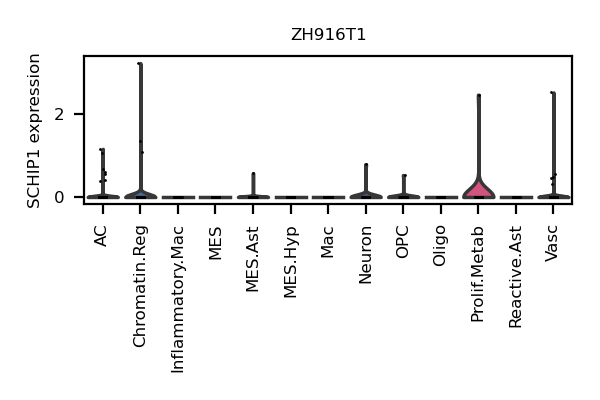 ZH916T1
SCHIP1 expression
2
0
AC
Chromatin.Reg
Inflammatory.Mac
MES
MES.Ast
MES.Hyp
Mac
Neuron
OPC
Oligo
Prolif.Metab
Reactive.Ast
Vasc